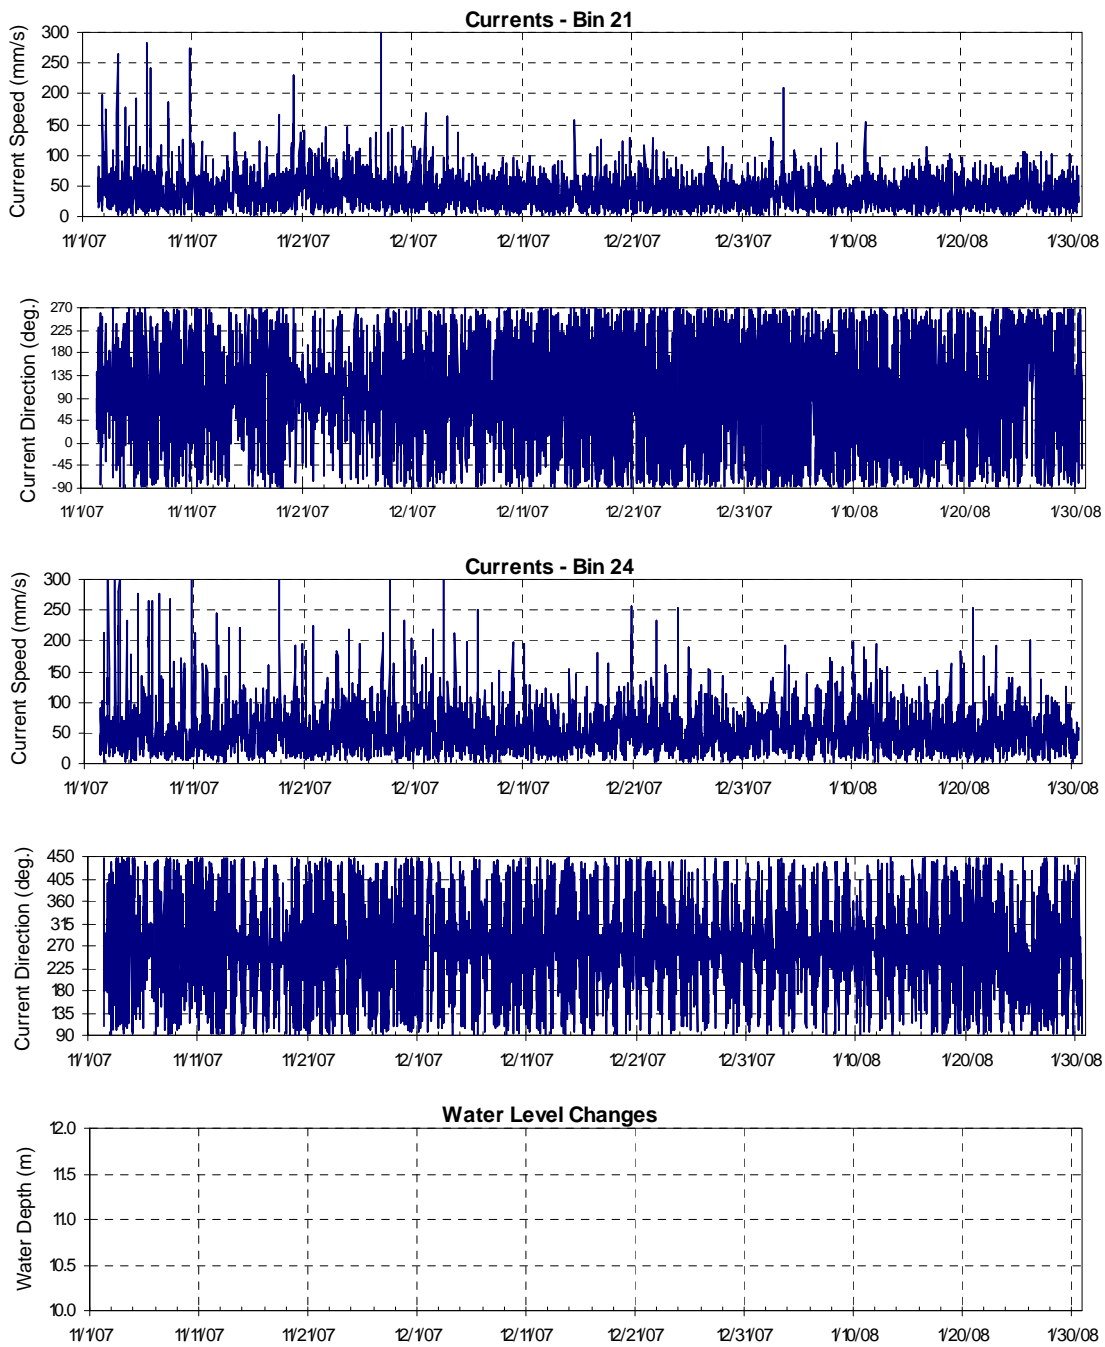 Currents - Bin 21
Current Speed (mm/s)
300
250
200
150
100
50
0
11/1/07 11/11/07 11/21/07 12/1/07 12/11/07 12/21/07 12/31/07 1/10/08 1/20/08 1/30/08
Current Direction (deg.)
270
225
180
135
90
45
0
-45
-90
11/1/07 11/11/07 11/21/07 12/1/07 12/11/07 12/21/07 12/31/07 1/10/08 1/20/08 1/30/08
Currents - Bin 24
Current Speed (mm/s)
300
250
200
150
100
50
0
11/1/07 11/11/07 11/21/07 12/1/07 12/11/07 12/21/07 12/31/07 1/10/08 1/20/08 1/30/08
Current Direction (deg.)
450
405
360
315
270
225
180
135
90
11/1/07 11/11/07 11/21/07 12/1/07 12/11/07 12/21/07 12/31/07 1/10/08 1/20/08 1/30/08
Water Level Changes
Water Depth (m)
12.0
11.5
11.0
10.5
10.0
11/1/07 11/11/07 11/21/07 12/1/07 12/11/07 12/21/07 12/31/07 1/10/08 1/20/08 1/30/08